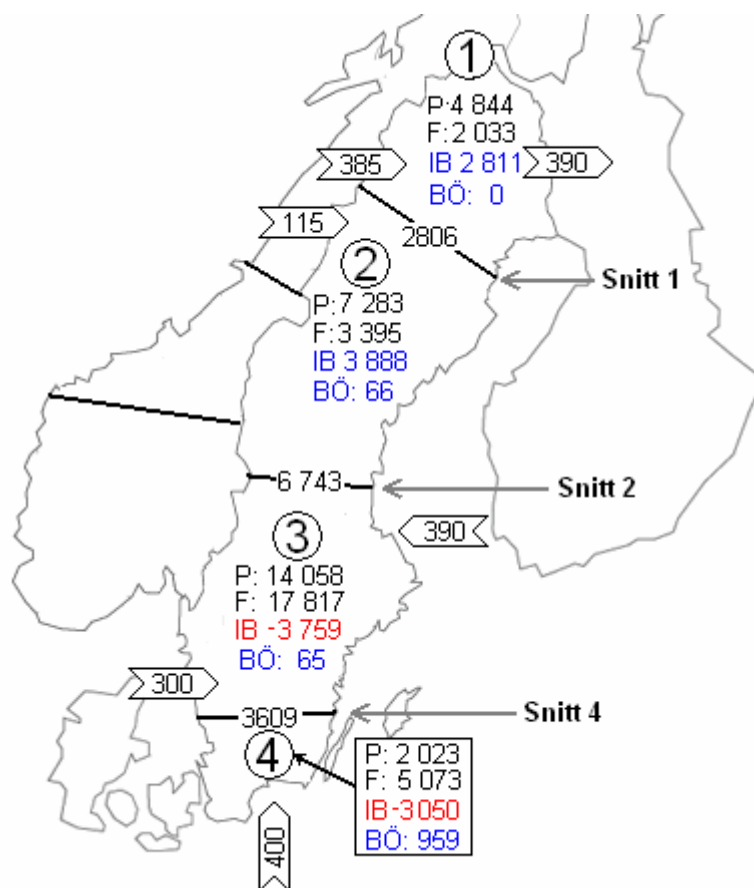 1
P:4 844
F:2 033
IB 2 811
BÖ: 0
385
390
115
2806
2
Snitt 1
P:7 283
F:3 395
IB 3 888
BÖ: 66
6 743
Snitt 2
390
3
P: 14 058
F: 17 817
IB -3 759
BÖ: 65
300
3609
Snitt 4
4
P: 2 023
F: 5 073
IB -3050
BÖ: 959
400